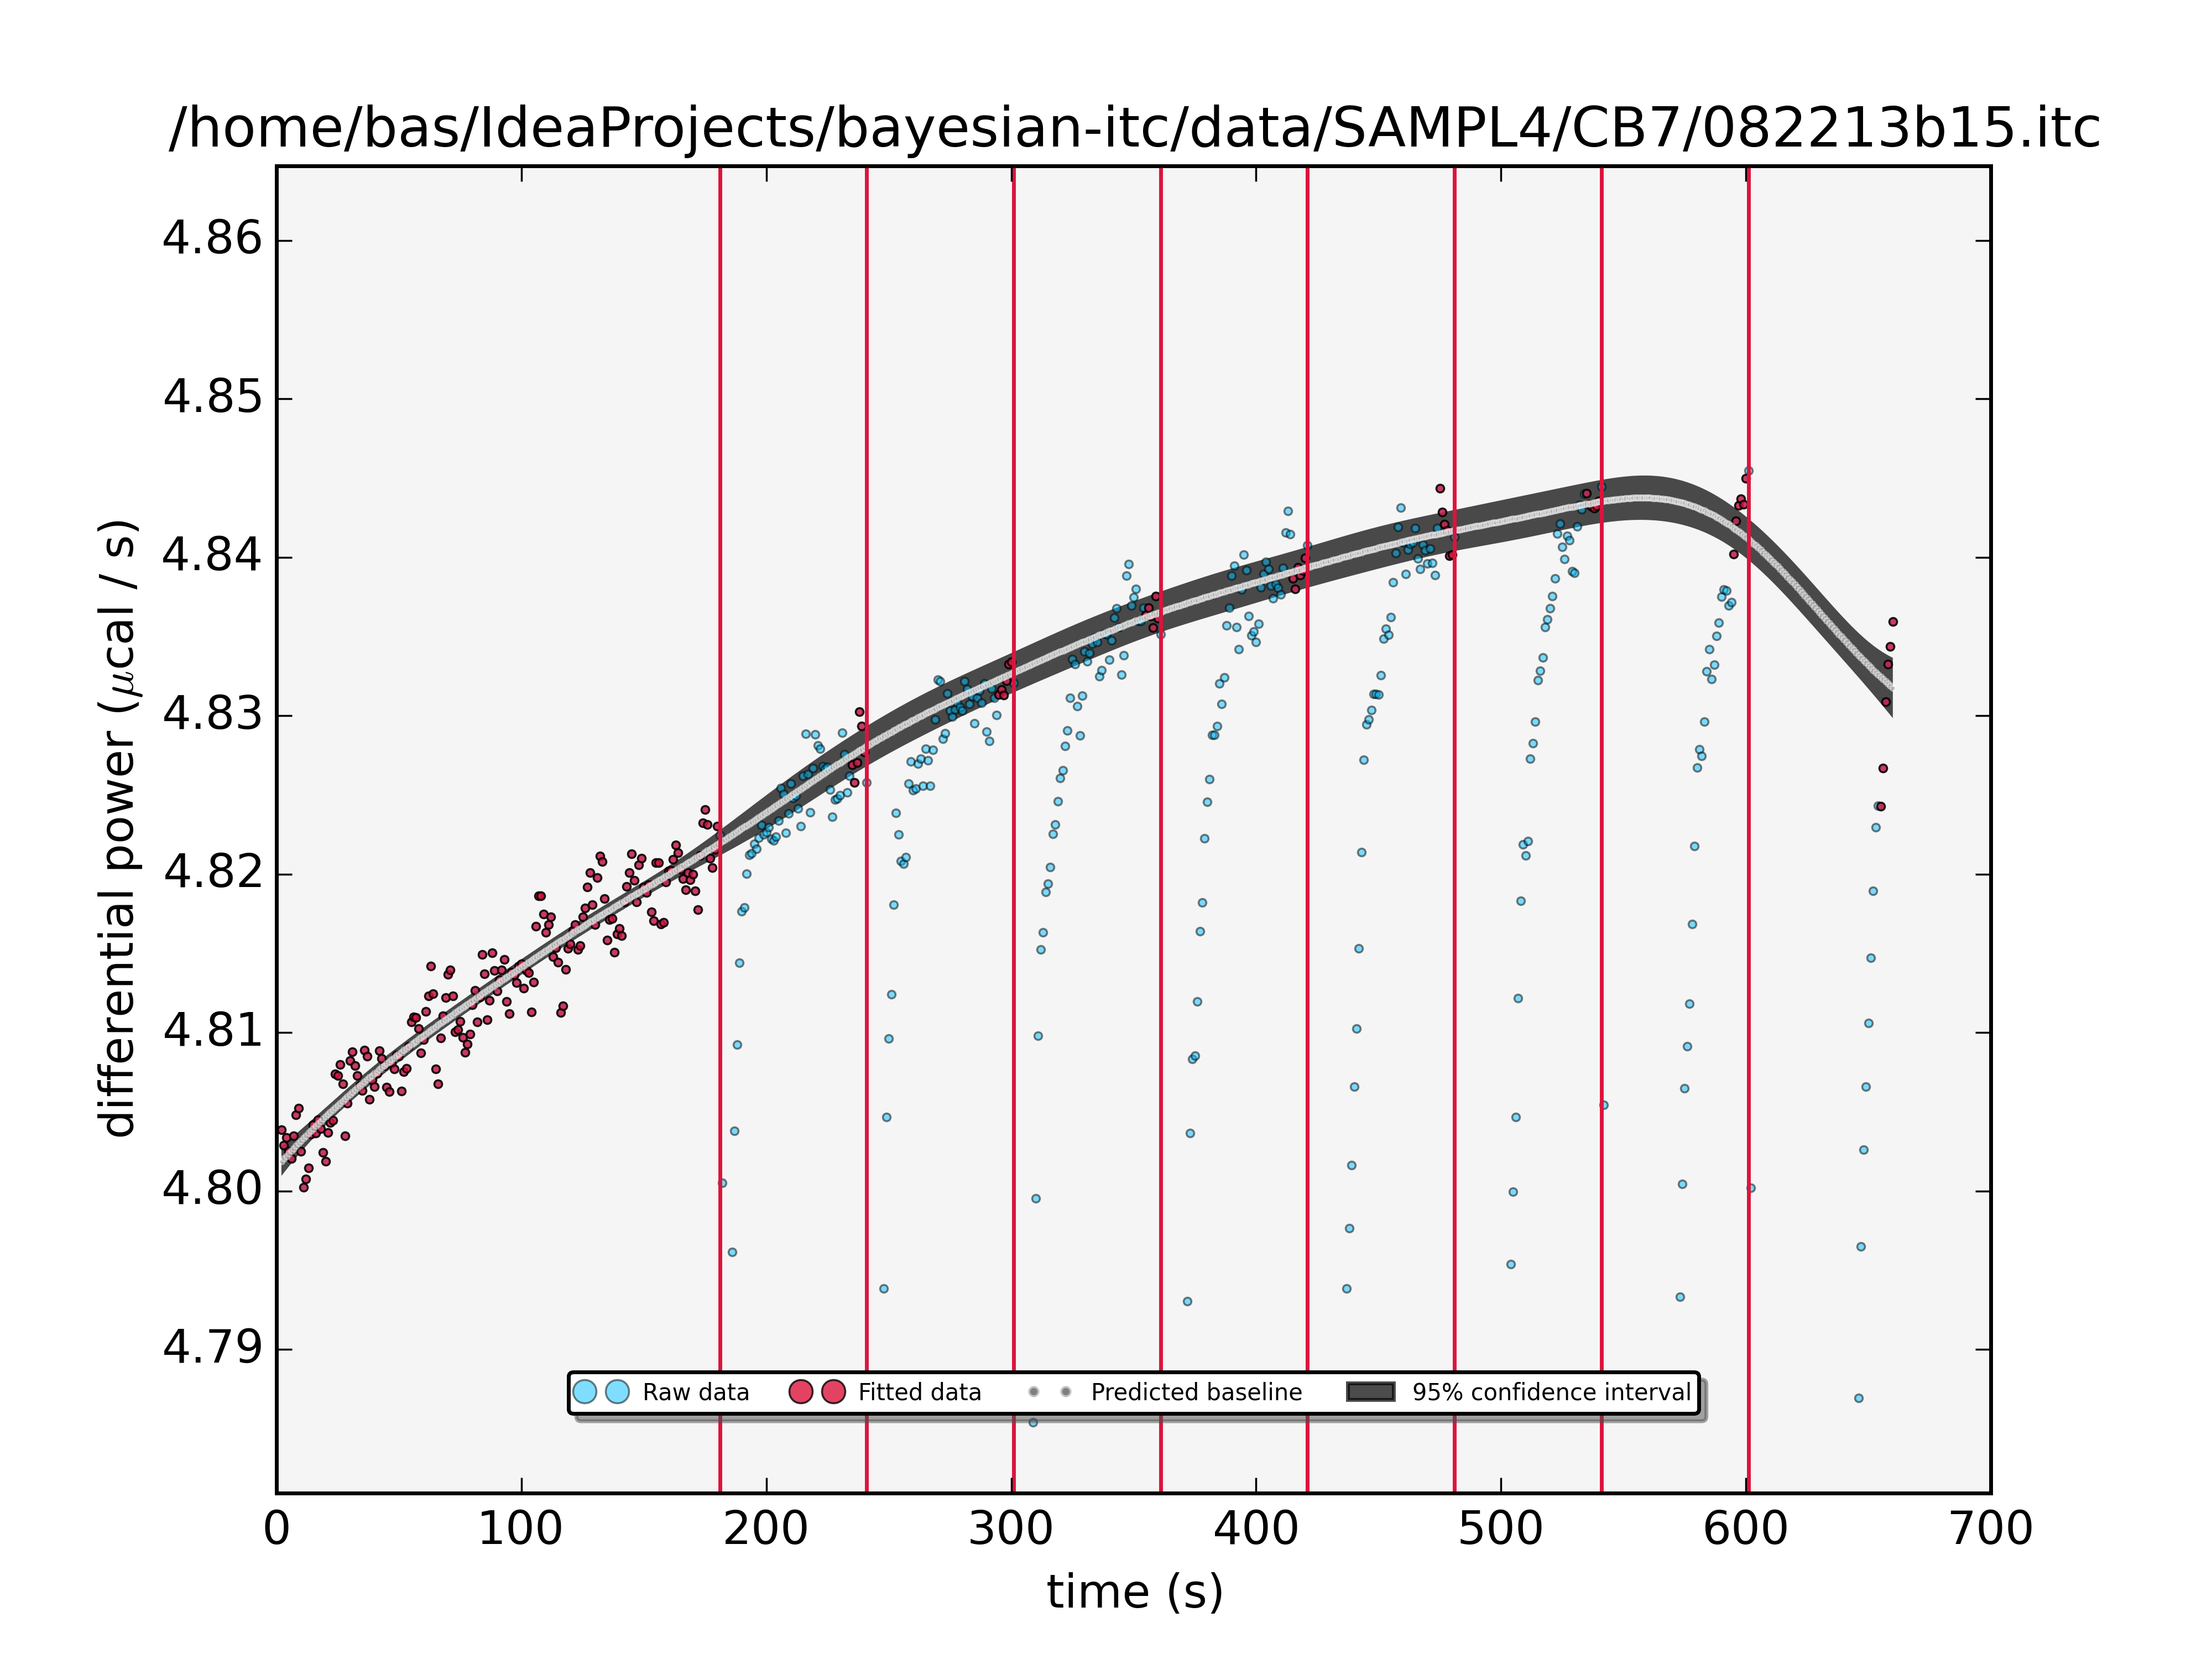 /home/bas/IdeaProjects/bayesian-itc/data/SAMPL4/CB7/082213b15.itc
differential power (μcal / s)
4.86
4.85
4.84
4.83
4.82
4.81
4.80
4.79
Raw data Fitted data Predicted baseline 95% confidence interval
0 100 200 300 400 500 600 700
time (s)